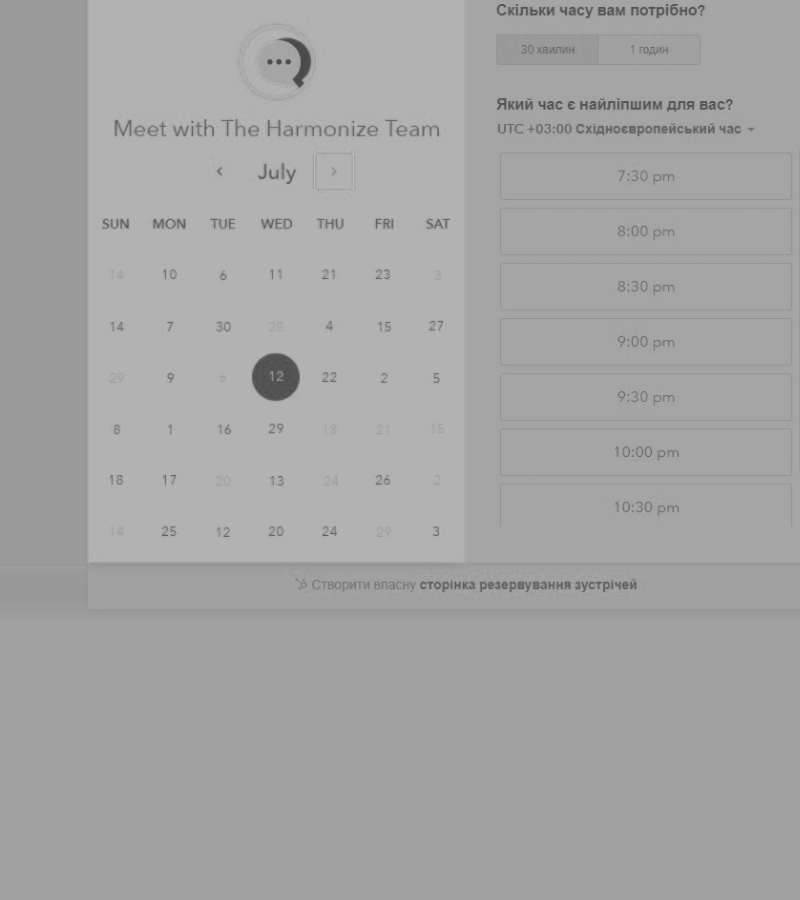 Meet with The Harmonize Team
July
SUN MON TUE WED THU FRI SAT
14 10 6 11 21 23 3
14 7 30 28 4 15 27
29 9 6 12 22 2 5
8 1 16 29 18 21 15
18 17 20 13 24 26 2
14 25 12 20 24 29 3
Скільки часу вам потрібно?
30 хвилин 1 годин
Який час є найліпшим для вас?
UTC +03:00 Східноєвропейський час
7:30 pm
8:00 pm
8:30 pm
9:00 pm
9:30 pm
10:00 pm
10:30 pm
Створити власну сторінка резервування зустрічей